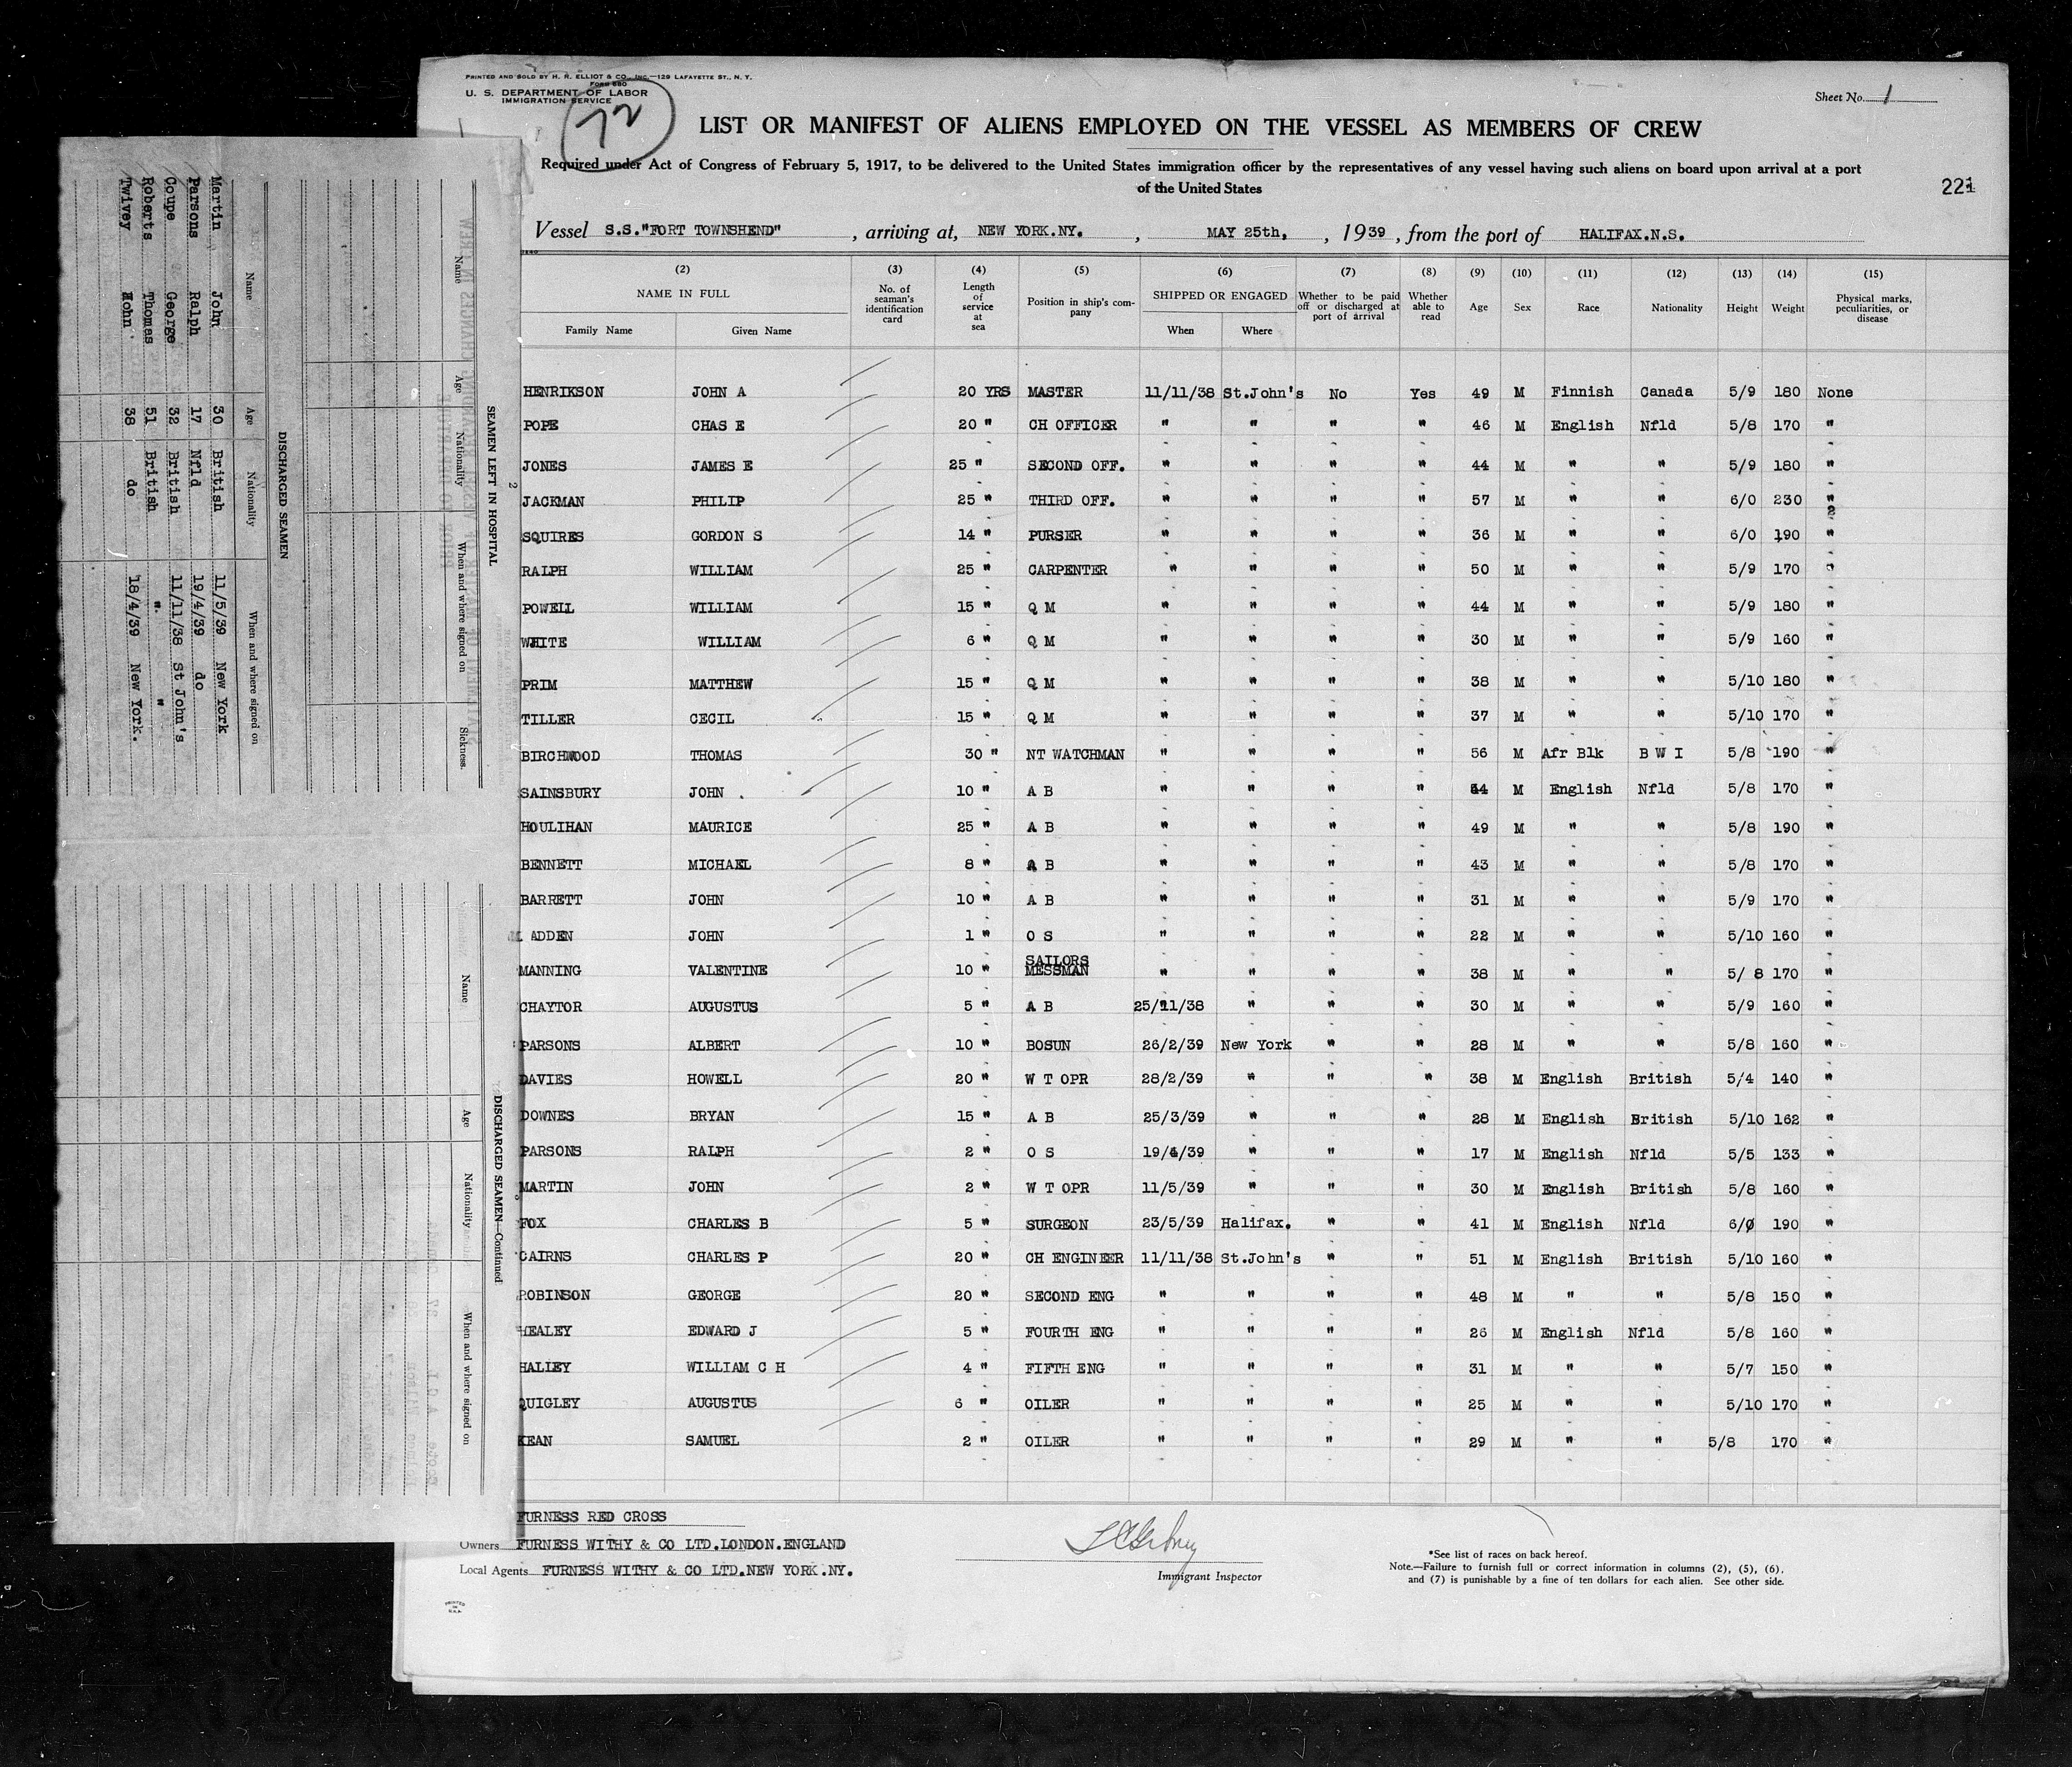 PRINTED AND SOLD BY H. R. ELLIOT & CO., INC.—129 LAFAYETTE ST., N. Y.
FORM 680
U. S. DEPARTMENT OF LABOR
IMMIGRATION SERVICE
72
Sheet No. 1
LIST OR MANIFEST OF ALIENS EMPLOYED ON THE VESSEL AS MEMBERS OF CREW
Required under Act of Congress of February 5, 1917, to be delivered to the United States immigration officer by the representatives of any vessel having such aliens on board upon arrival at a port
of the United States
221
Vessel S.S."FORT TOWNSHEND" , arriving at, NEW YORK.NY. , MAY 25th, , 1939 , from the port of HALIFAX.N.S.
(2) (3) (4) (5) (6) (7) (8) (9) (10) (11) (12) (13) (14) (15)
NAME IN FULL No. of seaman's identification card Length of service at sea Position in ship's company SHIPPED OR ENGAGED Whether to be paid off or discharged at port of arrival Whether able to read Age Sex Race Nationality Height Weight Physical marks, peculiarities, or disease
Family Name Given Name When Where
HENRIKSON JOHN A 20 YRS MASTER 11/11/38 St.John's No Yes 49 M Finnish Canada 5/9 180 None
POPE CHAS E 20 " CH OFFICER " " " " 46 M English Nfld 5/8 170 "
JONES JAMES E 25 " SECOND OFF. " " " " 44 M " " 5/9 180 "
JACKMAN PHILIP 25 " THIRD OFF. " " " " 57 M " " 6/0 230 "
SQUIRES GORDON S 14 " PURSER " " " " 36 M " " 6/0 190 "
RALPH WILLIAM 25 " CARPENTER " " " " 50 M " " 5/9 170 "
POWELL WILLIAM 15 " Q M " " " " 44 M " " 5/9 180 "
WHITE WILLIAM 6 " Q M " " " " 30 M " " 5/9 160 "
PRIM MATTHEW 15 " Q M " " " " 38 M " " 5/10 180 "
TILLER CECIL 15 " Q M " " " " 37 M " " 5/10 170 "
BIRCHWOOD THOMAS 30 " NT WATCHMAN " " " " 56 M Afr Blk B W I 5/8 190 "
SAINSBURY JOHN . 10 " A B " " " " 44 M English Nfld 5/8 170 "
HOULIHAN MAURICE 25 " A B " " " " 49 M " " 5/8 190 "
BENNETT MICHAEL 8 " A B " " " " 43 M " " 5/8 170 "
BARRETT JOHN 10 " A B " " " " 31 M " " 5/9 170 "
M ADDEN JOHN 1 " O S " " " " 22 M " " 5/10 160 "
MANNING VALENTINE 10 " SAILORS MESSMAN " " " " 38 M " " 5/ 8 170 "
CHAYTOR AUGUSTUS 5 " A B 25/11/38 " " " 30 M " " 5/9 160 "
PARSONS ALBERT 10 " BOSUN 26/2/39 New York " " 28 M " " 5/8 160 "
DAVIES HOWELL 20 " W T OPR 28/2/39 " " " 38 M English British 5/4 140 "
DOWNES BRYAN 15 " A B 25/3/39 " " " 28 M English British 5/10 162 "
PARSONS RALPH 2 " O S 19/4/39 " " " 17 M English Nfld 5/5 133 "
MARTIN JOHN 2 " W T OPR 11/5/39 " " " 30 M English British 5/8 160 "
FOX CHARLES B 5 " SURGEON 23/5/39 Halifax. " " 41 M English Nfld 6/0 190 "
CAIRNS CHARLES P 20 " CH ENGINEER 11/11/38 St.John's " " 51 M English British 5/10 160 "
ROBINSON GEORGE 20 " SECOND ENG " " " " 48 M " " 5/8 150 "
HEALEY EDWARD J 5 " FOURTH ENG " " " " 26 M English Nfld 5/8 160 "
HALLEY WILLIAM C H 4 " FIFTH ENG " " " " 31 M " " 5/7 150 "
QUIGLEY AUGUSTUS 6 " OILER " " " " 25 M " " 5/10 170 "
KEAN SAMUEL 2 " OILER " " " " 29 M " " 5/8 170 "
FURNESS RED CROSS
Owners FURNESS WITHY & CO LTD.LONDON.ENGLAND
Local Agents FURNESS WITHY & CO LTD.NEW YORK.NY.
Immigrant Inspector
*See list of races on back hereof.
Note.—Failure to furnish full or correct information in columns (2), (5), (6),
and (7) is punishable by a fine of ten dollars for each alien. See other side.
PRINTED IN U.S.A.
2
SEAMEN LEFT IN HOSPITAL
Name Age Nationality When and where signed on Sickness.
DISCHARGED SEAMEN
Name Age Nationality When and where signed on
Martin John 30 British 11/5/39 New York
Parsons Ralph 17 Nfld 19/4/39 do
Coupe George 32 British 11/11/38 St John's
Roberts Thomas 51 British " "
Twivey John 38 do 18/4/39 New York.
DISCHARGED SEAMEN—Continued
Name Age Nationality When and where signed on